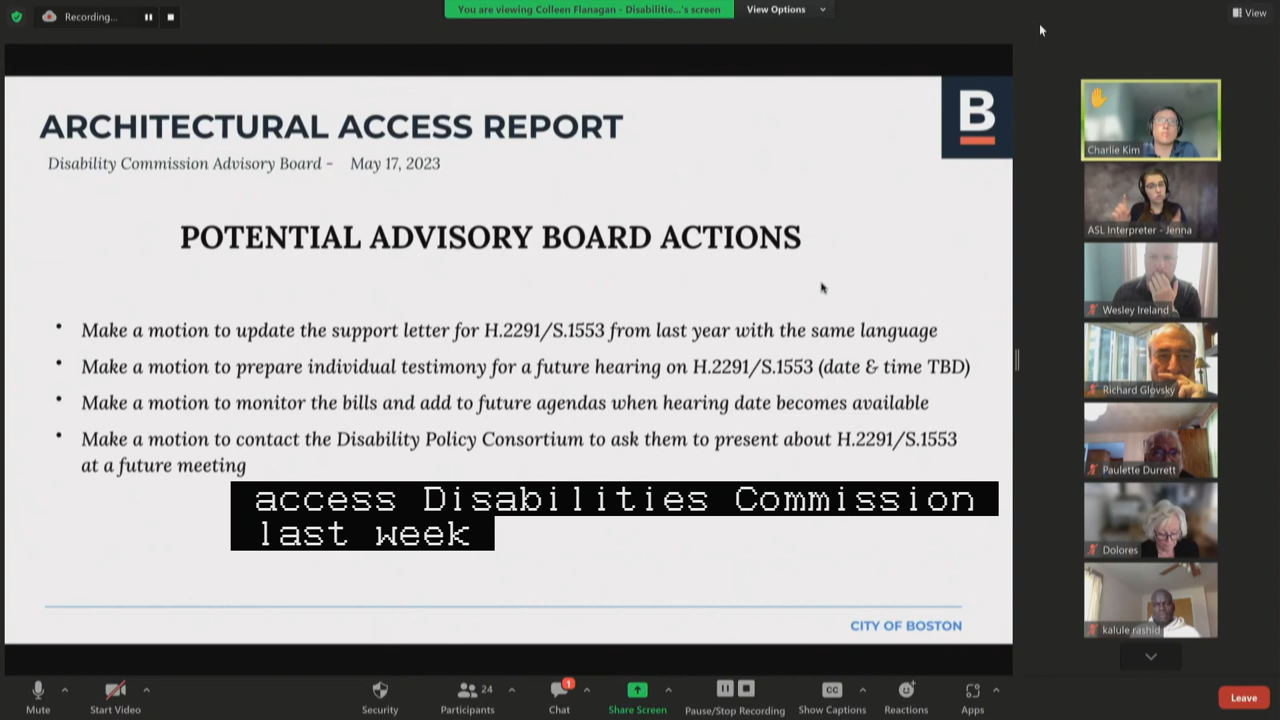 Recording...
You are viewing Colleen Flanagan - Disabilitie...'s screen
View Options
View
B
ARCHITECTURAL ACCESS REPORT
Disability Commission Advisory Board - May 17, 2023
POTENTIAL ADVISORY BOARD ACTIONS
• Make a motion to update the support letter for H.2291/S.1553 from last year with the same language
• Make a motion to prepare individual testimony for a future hearing on H.2291/S.1553 (date & time TBD)
• Make a motion to monitor the bills and add to future agendas when hearing date becomes available
• Make a motion to contact the Disability Policy Consortium to ask them to present about H.2291/S.1553
at a future meeting
access Disabilities Commission
last week
CITY OF BOSTON
Charlie Kim
ASL Interpreter - Jenna
Wesley Ireland
Richard Glovsky
Paulette Durrett
Dolores
kalule rashid
Mute
Start Video
Security
24
Participants
1
Chat
Share Screen
Pause/Stop Recording
CC
Show Captions
Reactions
Apps
Leave